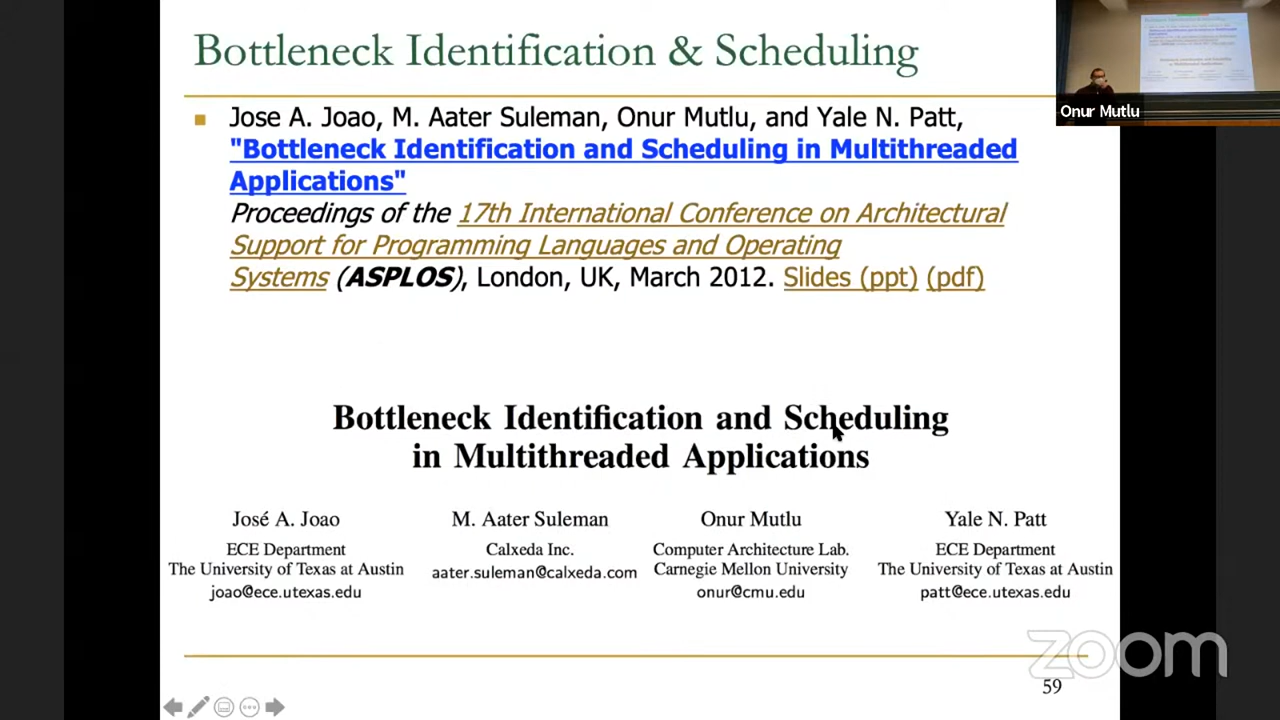 Bottleneck Identification & Scheduling
Jose A. Joao, M. Aater Suleman, Onur Mutlu, and Yale N. Patt,
"Bottleneck Identification and Scheduling in Multithreaded
Applications"
Proceedings of the 17th International Conference on Architectural
Support for Programming Languages and Operating
Systems (ASPLOS), London, UK, March 2012. Slides (ppt) (pdf)
Onur Mutlu
Bottleneck Identification and Scheduling
in Multithreaded Applications
José A. Joao M. Aater Suleman Onur Mutlu Yale N. Patt
ECE Department Calxeda Inc. Computer Architecture Lab. ECE Department
The University of Texas at Austin aater.suleman@calxeda.com Carnegie Mellon University The University of Texas at Austin
joao@ece.utexas.edu onur@cmu.edu patt@ece.utexas.edu
zoom
59